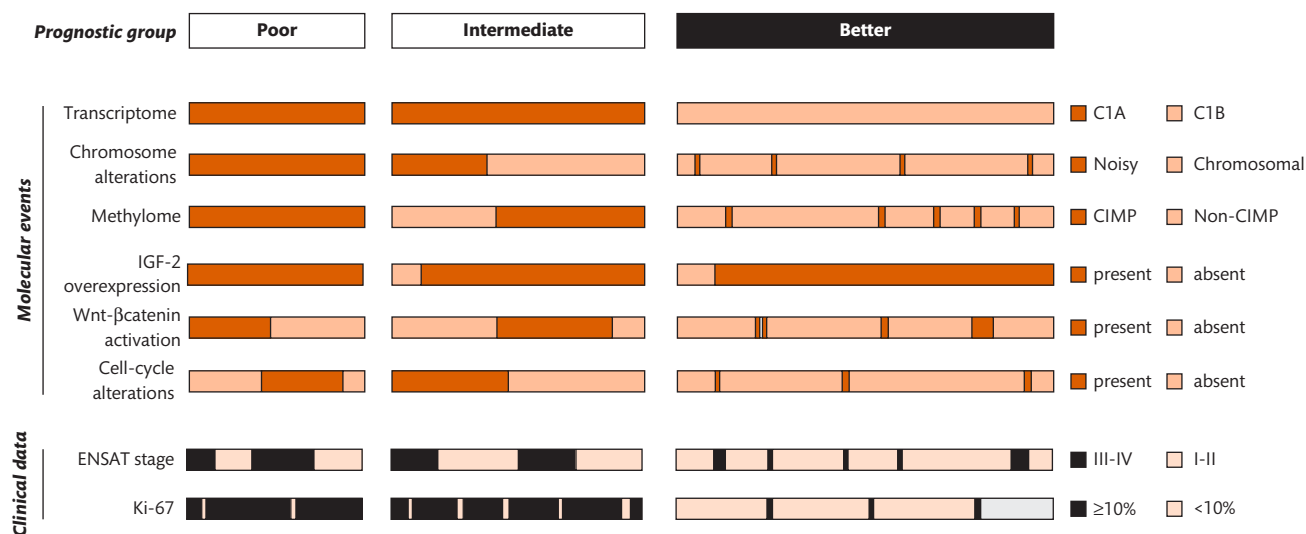 Prognostic group Poor Intermediate Better
Molecular events
Transcriptome C1A C1B
Chromosome
alterations Noisy Chromosomal
Methylome CIMP Non-CIMP
IGF-2
overexpression present absent
Wnt-βcatenin
activation present absent
Cell-cycle
alterations present absent
Clinical data
ENSAT stage III-IV I-II
Ki-67 ≥10% <10%